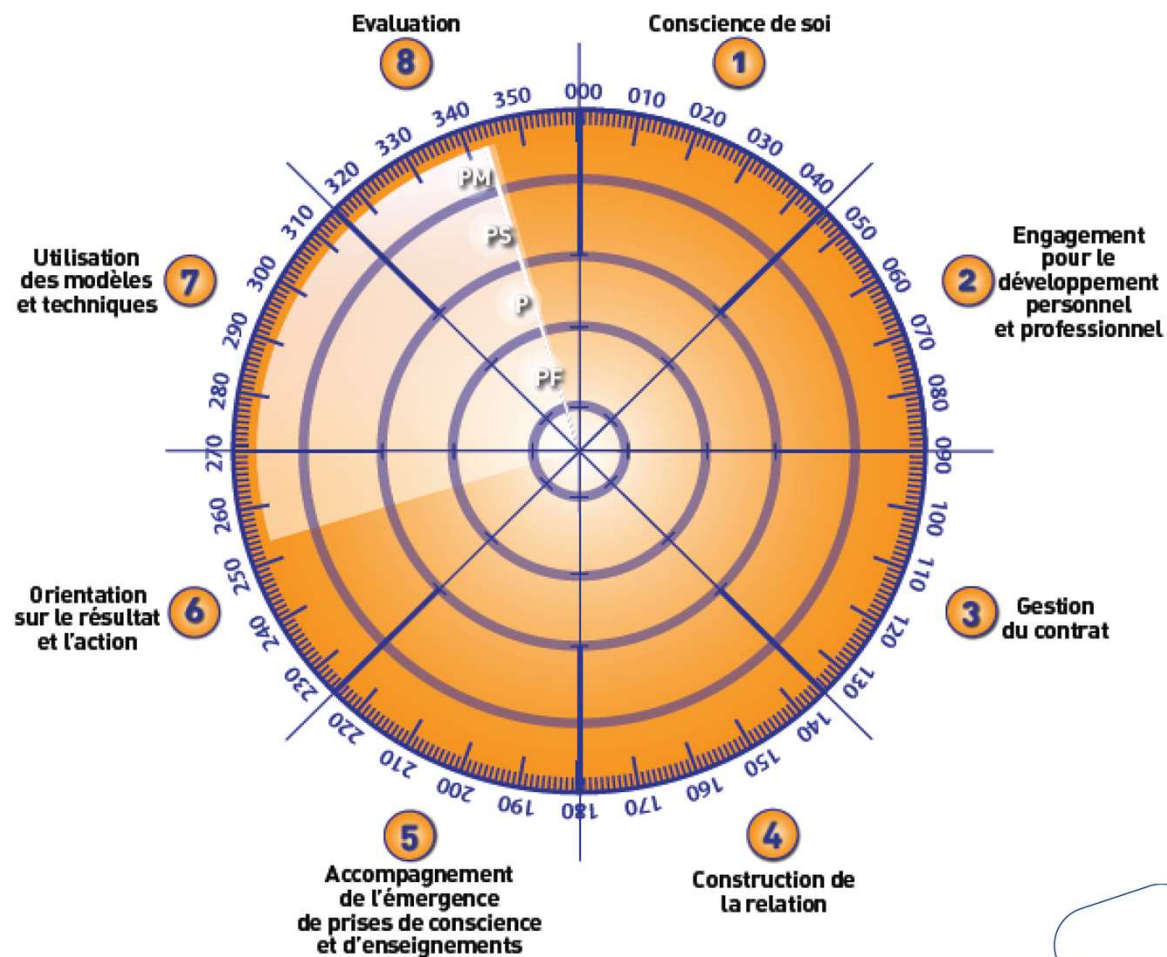 Evaluation
8
Conscience de soi
1
Engagement
pour le
développement
personnel
et professionnel
2
3
Gestion
du contrat
4
Construction de
la relation
5
Accompagnement
de l'émergence
de prises de conscience
et d'enseignements
6
Orientation
sur le résultat
et l'action
7
Utilisation
des modèles
et techniques
000
010
020
030
040
050
060
070
080
090
100
110
120
130
140
150
160
170
180
190
200
210
220
230
240
250
260
270
280
290
300
310
320
330
340
350
PM
PS
P
PF